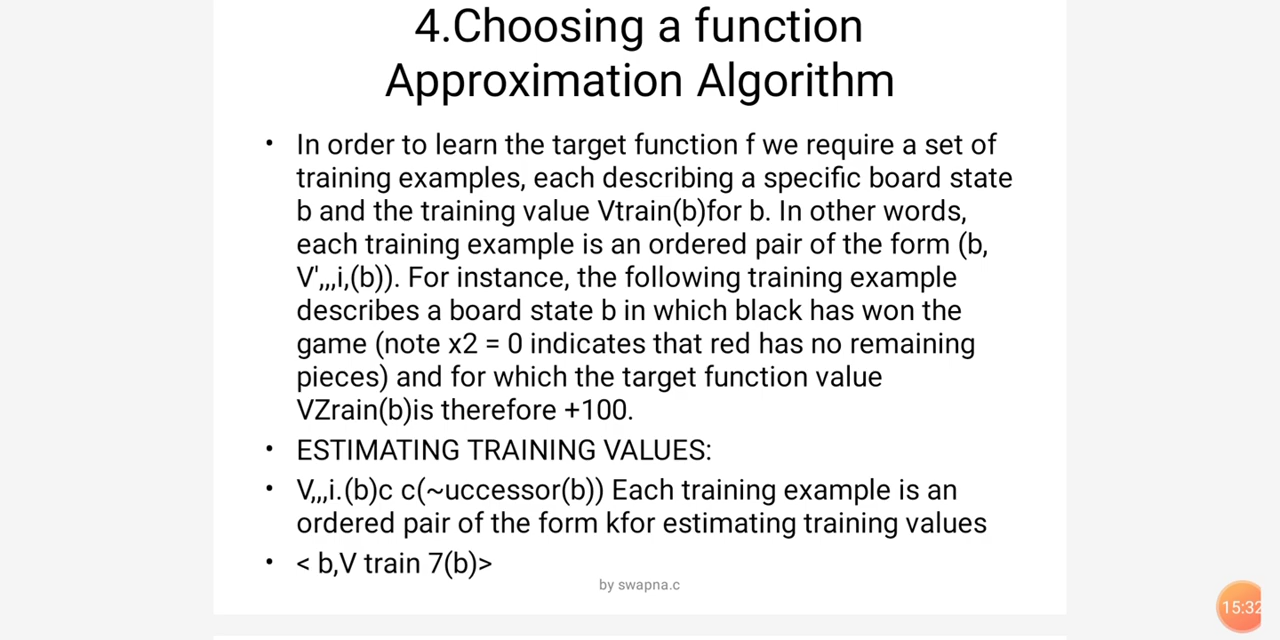 4.Choosing a function
Approximation Algorithm
• In order to learn the target function f we require a set of
training examples, each describing a specific board state
b and the training value Vtrain(b)for b. In other words,
each training example is an ordered pair of the form (b,
V',,,i,(b)). For instance, the following training example
describes a board state b in which black has won the
game (note x2 = 0 indicates that red has no remaining
pieces) and for which the target function value
VZrain(b)is therefore +100.
• ESTIMATING TRAINING VALUES:
• V,,,i.(b)c c(~uccessor(b)) Each training example is an
ordered pair of the form kfor estimating training values
• < b,V train 7(b)>
by swapna.c
15:32